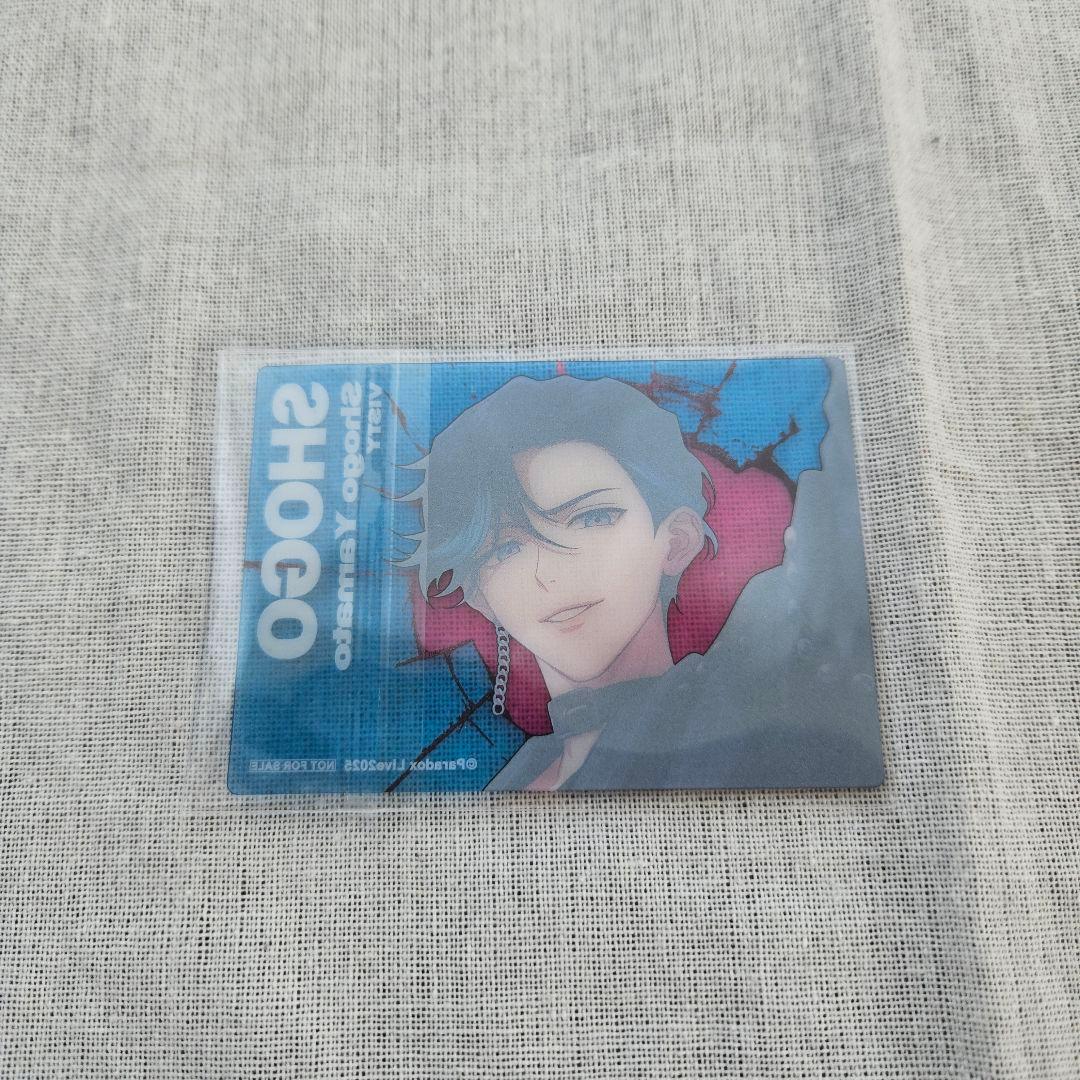 SHOGO
Shogo Yamato
VISTY
©Paradox Live2025 NOT FOR SALE